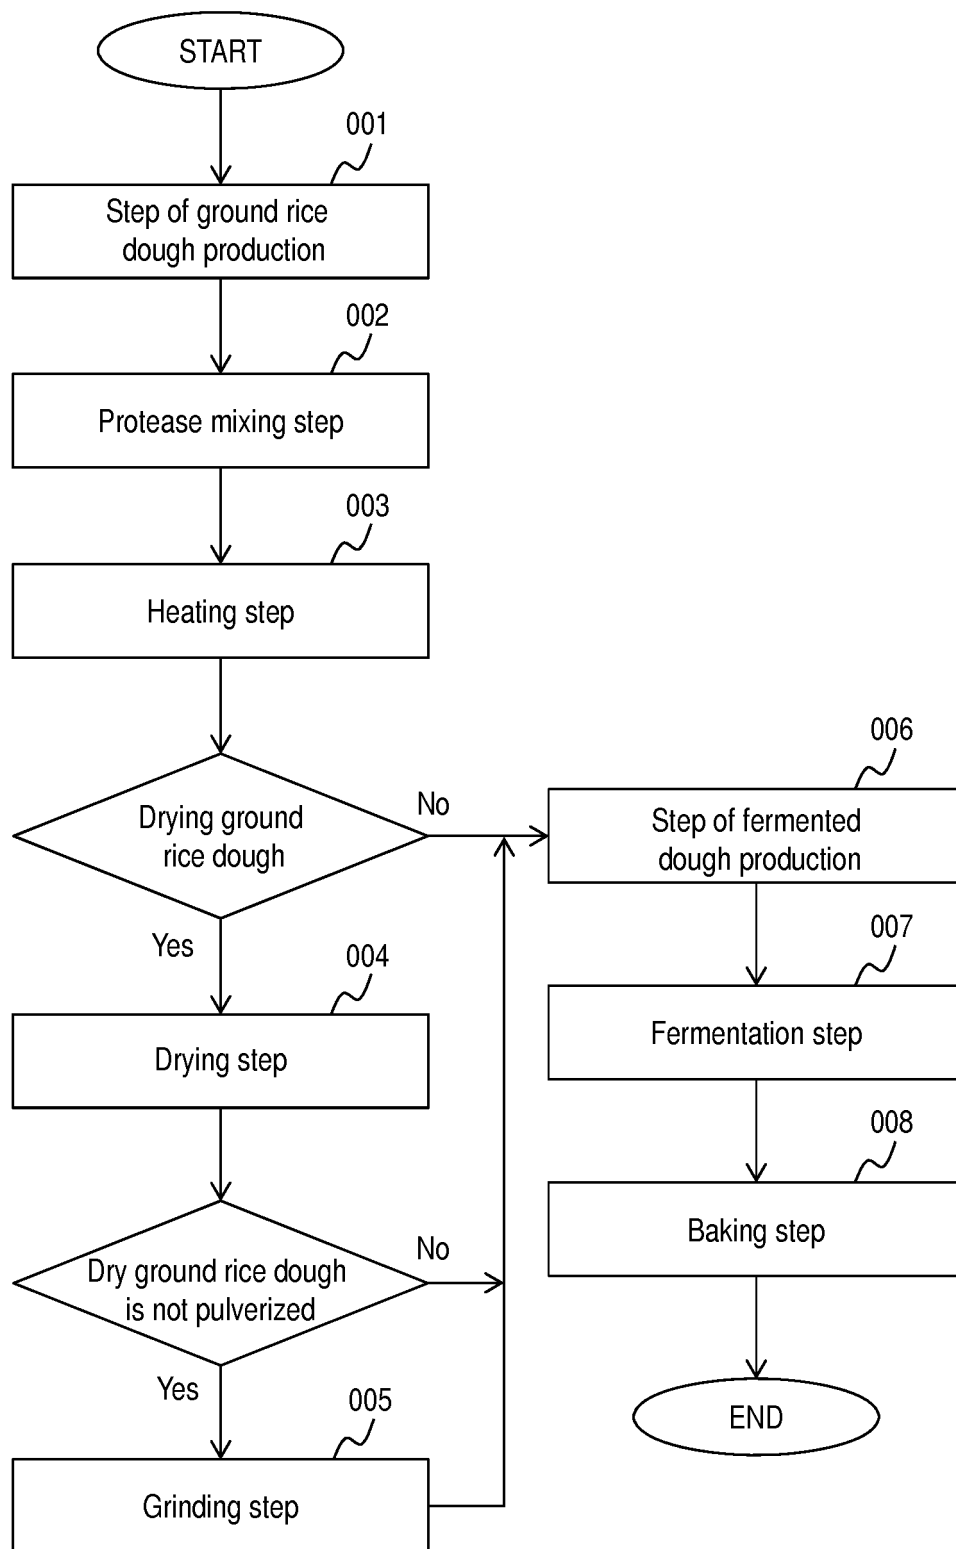 START
001
Step of ground rice
dough production
002
Protease mixing step
003
Heating step
Drying ground
rice dough
No
Yes
004
Drying step
Dry ground rice dough
is not pulverized
No
Yes
005
Grinding step
006
Step of fermented
dough production
007
Fermentation step
008
Baking step
END